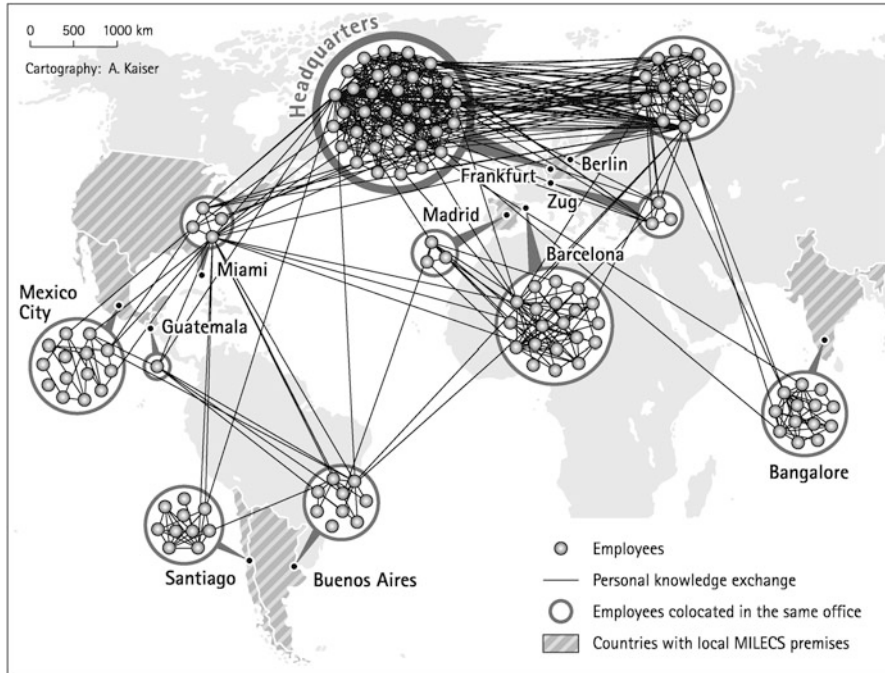 0 500 1000 km
Cartography: A. Kaiser
Headquarters
Berlin
Frankfurt
Zug
Madrid
Barcelona
Miami
Mexico
City
Guatemala
Bangalore
Santiago
Buenos Aires
Employees
Personal knowledge exchange
Employees colocated in the same office
Countries with local MILECS premises